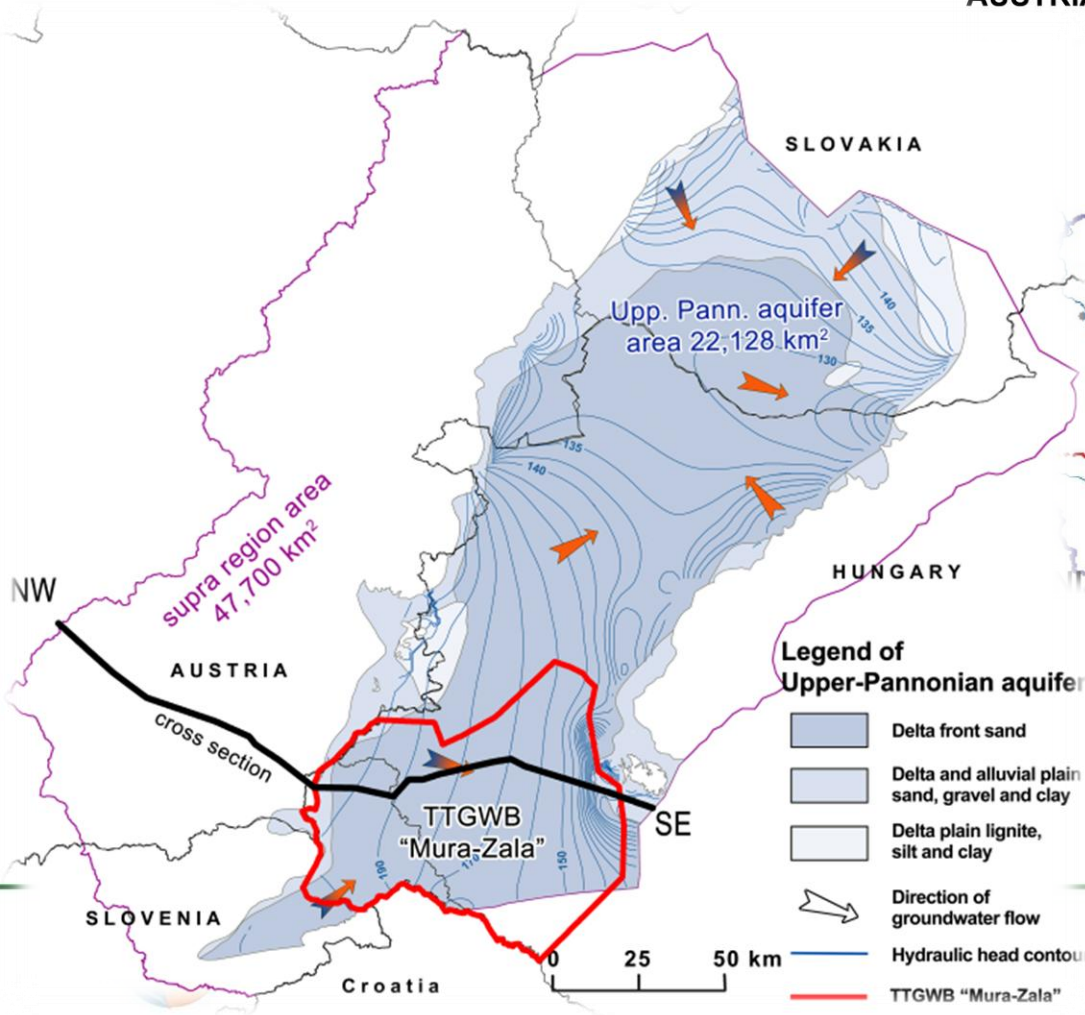 AUSTRIA
SLOVAKIA
Upp. Pann. aquifer
area 22,128 km²
140
135
130
135
140
supra region area
47,700 km²
NW
HUNGARY
AUSTRIA
cross section
Legend of
Upper-Pannonian aquifer
Delta front sand
Delta and alluvial plain
sand, gravel and clay
Delta plain lignite,
silt and clay
Direction of
groundwater flow
Hydraulic head contou
TTGWB “Mura-Zala”
TTGWB
“Mura-Zala”
SE
190
170
150
SLOVENIA
Croatia
0 25 50 km